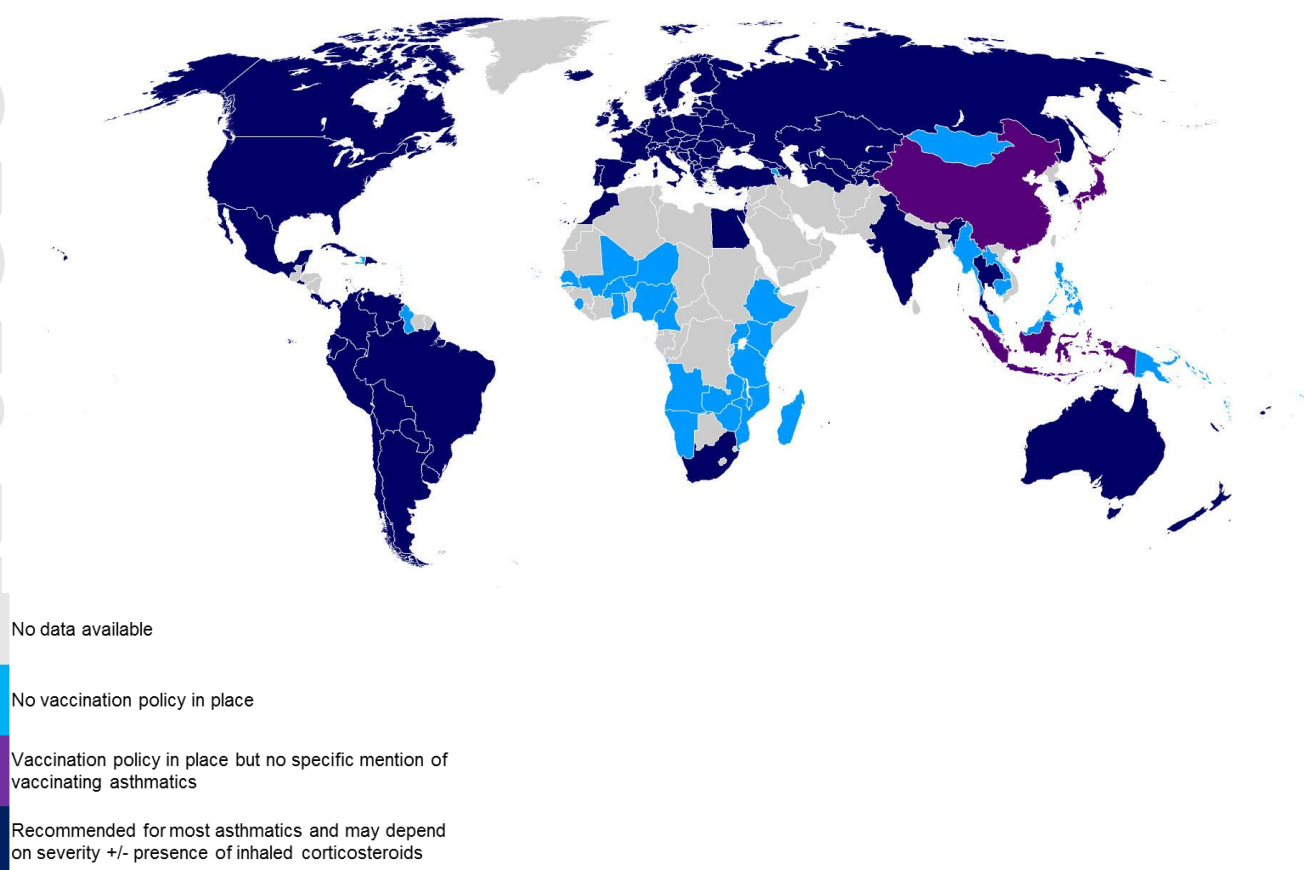 No data available
No vaccination policy in place
Vaccination policy in place but no specific mention of
vaccinating asthmatics
Recommended for most asthmatics and may depend
on severity +/- presence of inhaled corticosteroids